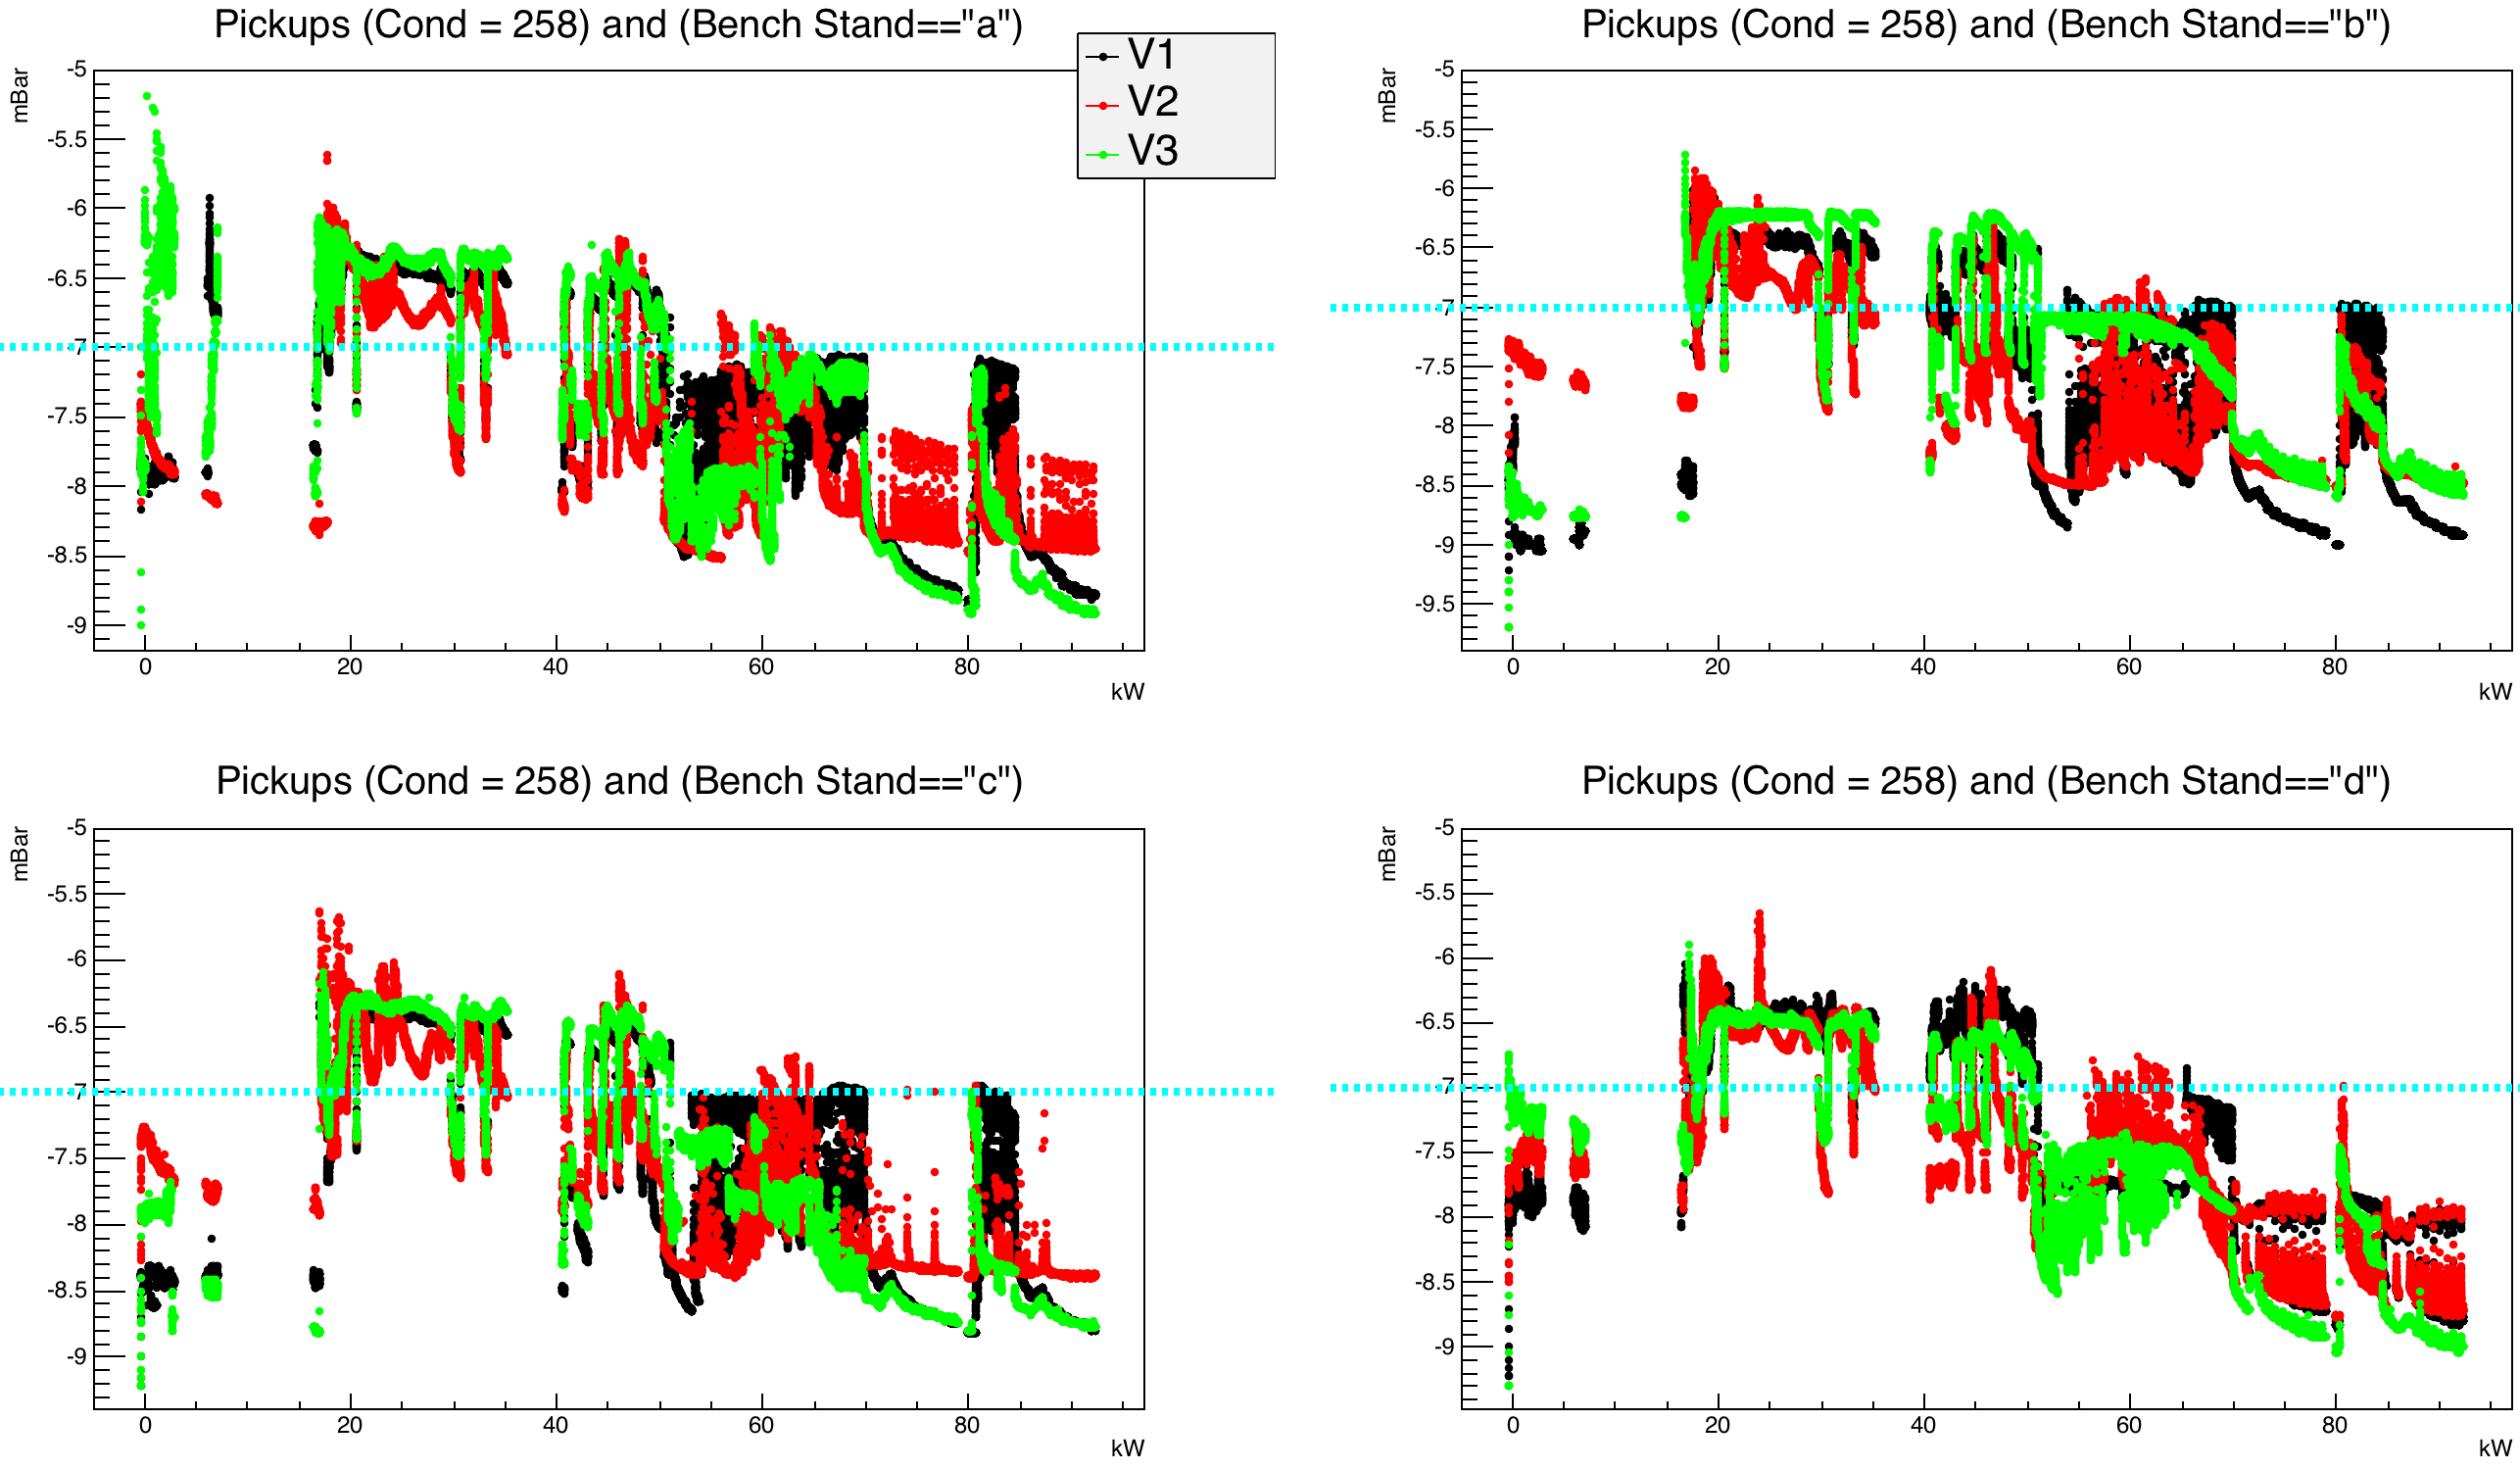 Pickups (Cond = 258) and (Bench Stand=="a")
mBar
-5
-5.5
-6
-6.5
-7
-7.5
-8
-8.5
-9
0 20 40 60 80
kW
V1
V2
V3
Pickups (Cond = 258) and (Bench Stand=="b")
mBar
-5
-5.5
-6
-6.5
-7
-7.5
-8
-8.5
-9
-9.5
0 20 40 60 80
kW
Pickups (Cond = 258) and (Bench Stand=="c")
mBar
-5
-5.5
-6
-6.5
-7
-7.5
-8
-8.5
-9
0 20 40 60 80
kW
Pickups (Cond = 258) and (Bench Stand=="d")
mBar
-5
-5.5
-6
-6.5
-7
-7.5
-8
-8.5
-9
0 20 40 60 80
kW